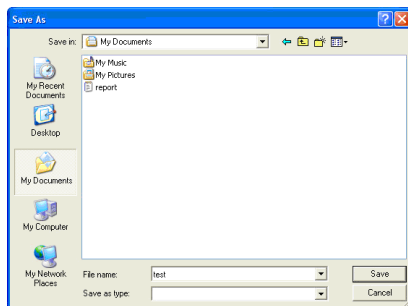 Save As
Save in:
My Documents
My Music
My Pictures
report
My Recent
Documents
Desktop
My Documents
My Computer
My Network
Places
File name:
test
Save
Save as type:
Cancel